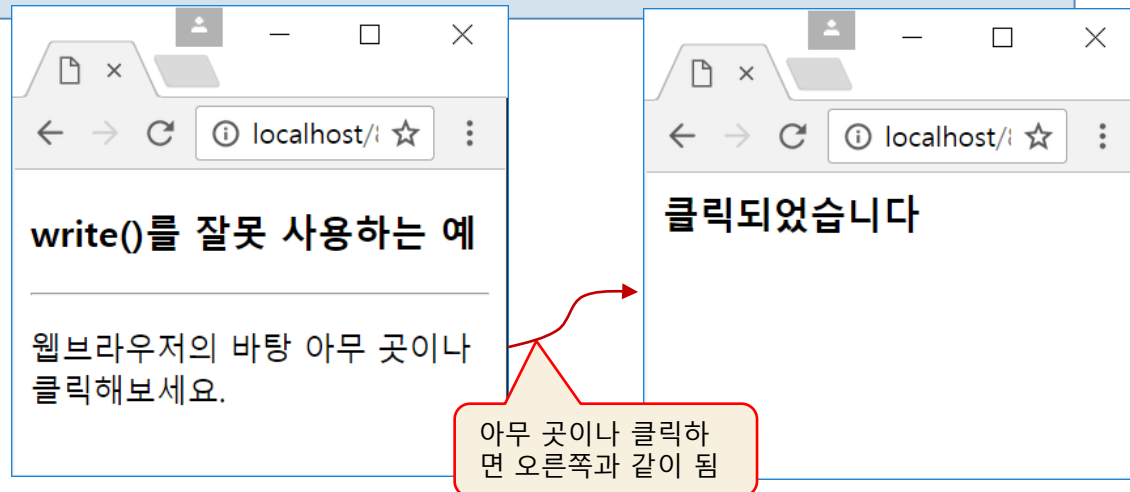 localhost/8
write()를 잘못 사용하는 예
웹브라우저의 바탕 아무 곳이나
클릭해보세요.
아무 곳이나 클릭하
면 오른쪽과 같이 됨
localhost/8
클릭되었습니다